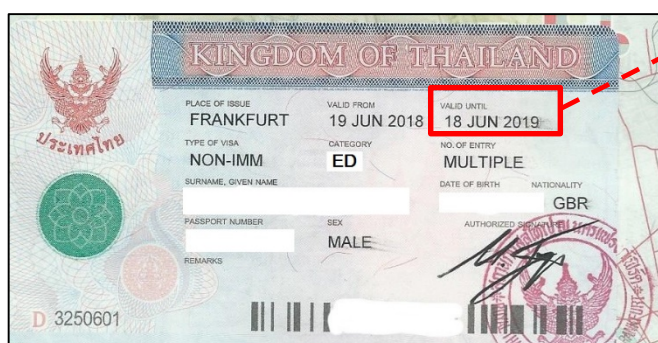 KINGDOM OF THAILAND
ประเทศไทย
PLACE OF ISSUE VALID FROM VALID UNTIL
FRANKFURT 19 JUN 2018 18 JUN 2019
TYPE OF VISA CATEGORY NO. OF ENTRY
NON-IMM ED MULTIPLE
SURNAME, GIVEN NAME DATE OF BIRTH NATIONALITY
GBR
PASSPORT NUMBER SEX AUTHORIZED SIGNATURE
MALE
REMARKS
D 3250601